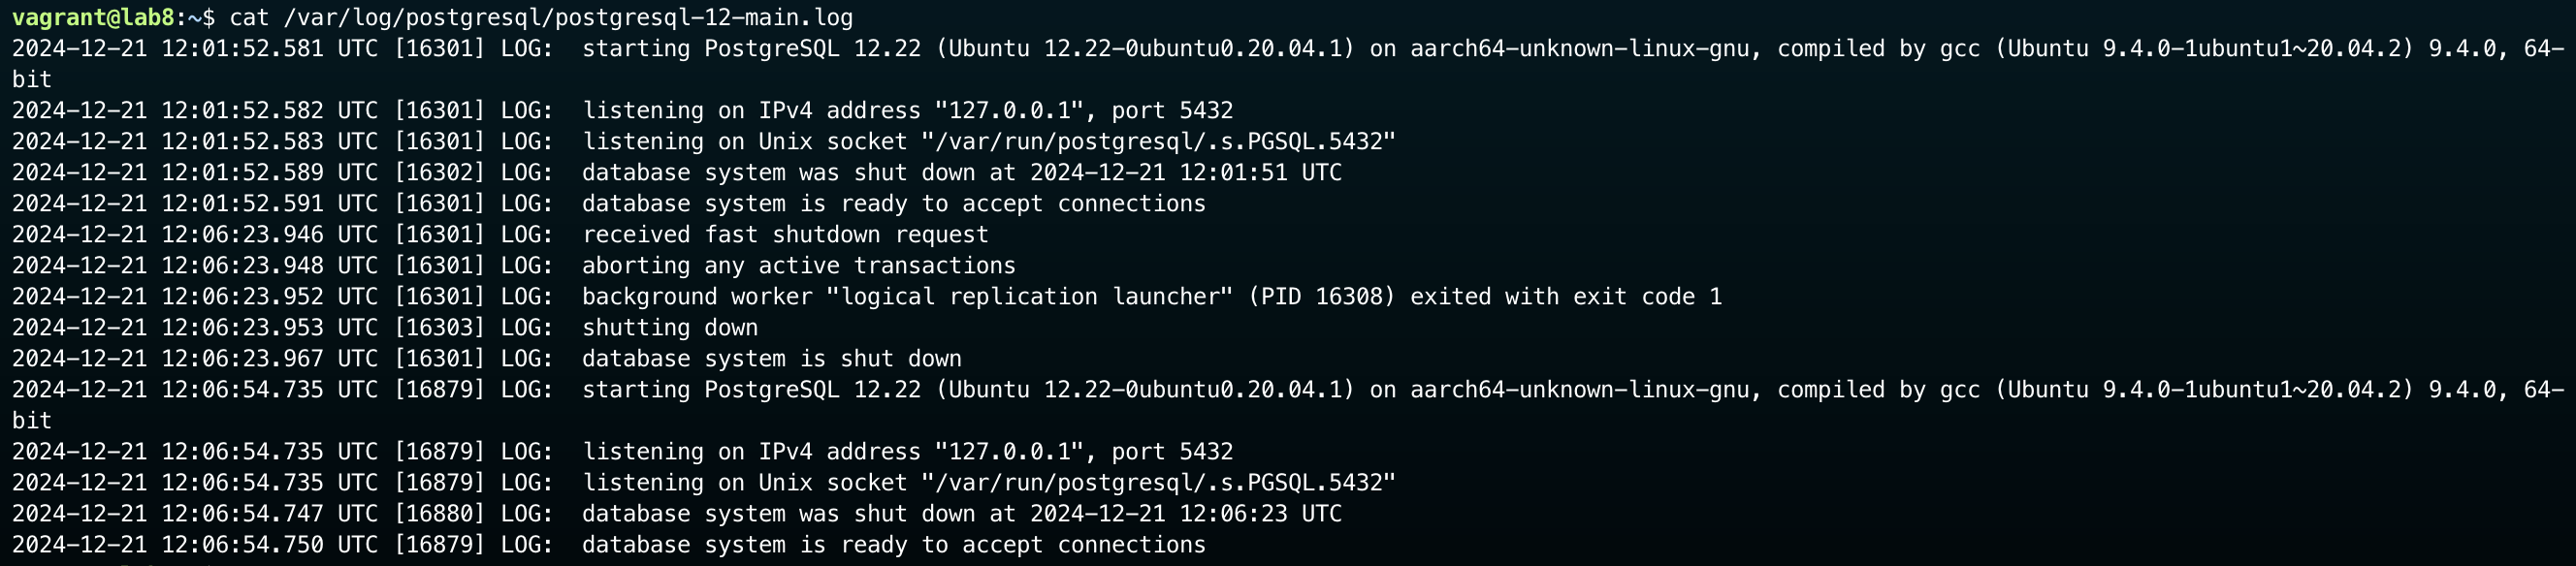 vagrant@lab8:~$ cat /var/log/postgresql/postgresql-12-main.log
2024-12-21 12:01:52.581 UTC [16301] LOG:  starting PostgreSQL 12.22 (Ubuntu 12.22-0ubuntu0.20.04.1) on aarch64-unknown-linux-gnu, compiled by gcc (Ubuntu 9.4.0-1ubuntu1~20.04.2) 9.4.0, 64-
bit
2024-12-21 12:01:52.582 UTC [16301] LOG:  listening on IPv4 address "127.0.0.1", port 5432
2024-12-21 12:01:52.583 UTC [16301] LOG:  listening on Unix socket "/var/run/postgresql/.s.PGSQL.5432"
2024-12-21 12:01:52.589 UTC [16302] LOG:  database system was shut down at 2024-12-21 12:01:51 UTC
2024-12-21 12:01:52.591 UTC [16301] LOG:  database system is ready to accept connections
2024-12-21 12:06:23.946 UTC [16301] LOG:  received fast shutdown request
2024-12-21 12:06:23.948 UTC [16301] LOG:  aborting any active transactions
2024-12-21 12:06:23.952 UTC [16301] LOG:  background worker "logical replication launcher" (PID 16308) exited with exit code 1
2024-12-21 12:06:23.953 UTC [16303] LOG:  shutting down
2024-12-21 12:06:23.967 UTC [16301] LOG:  database system is shut down
2024-12-21 12:06:54.735 UTC [16879] LOG:  starting PostgreSQL 12.22 (Ubuntu 12.22-0ubuntu0.20.04.1) on aarch64-unknown-linux-gnu, compiled by gcc (Ubuntu 9.4.0-1ubuntu1~20.04.2) 9.4.0, 64-
bit
2024-12-21 12:06:54.735 UTC [16879] LOG:  listening on IPv4 address "127.0.0.1", port 5432
2024-12-21 12:06:54.735 UTC [16879] LOG:  listening on Unix socket "/var/run/postgresql/.s.PGSQL.5432"
2024-12-21 12:06:54.747 UTC [16880] LOG:  database system was shut down at 2024-12-21 12:06:23 UTC
2024-12-21 12:06:54.750 UTC [16879] LOG:  database system is ready to accept connections